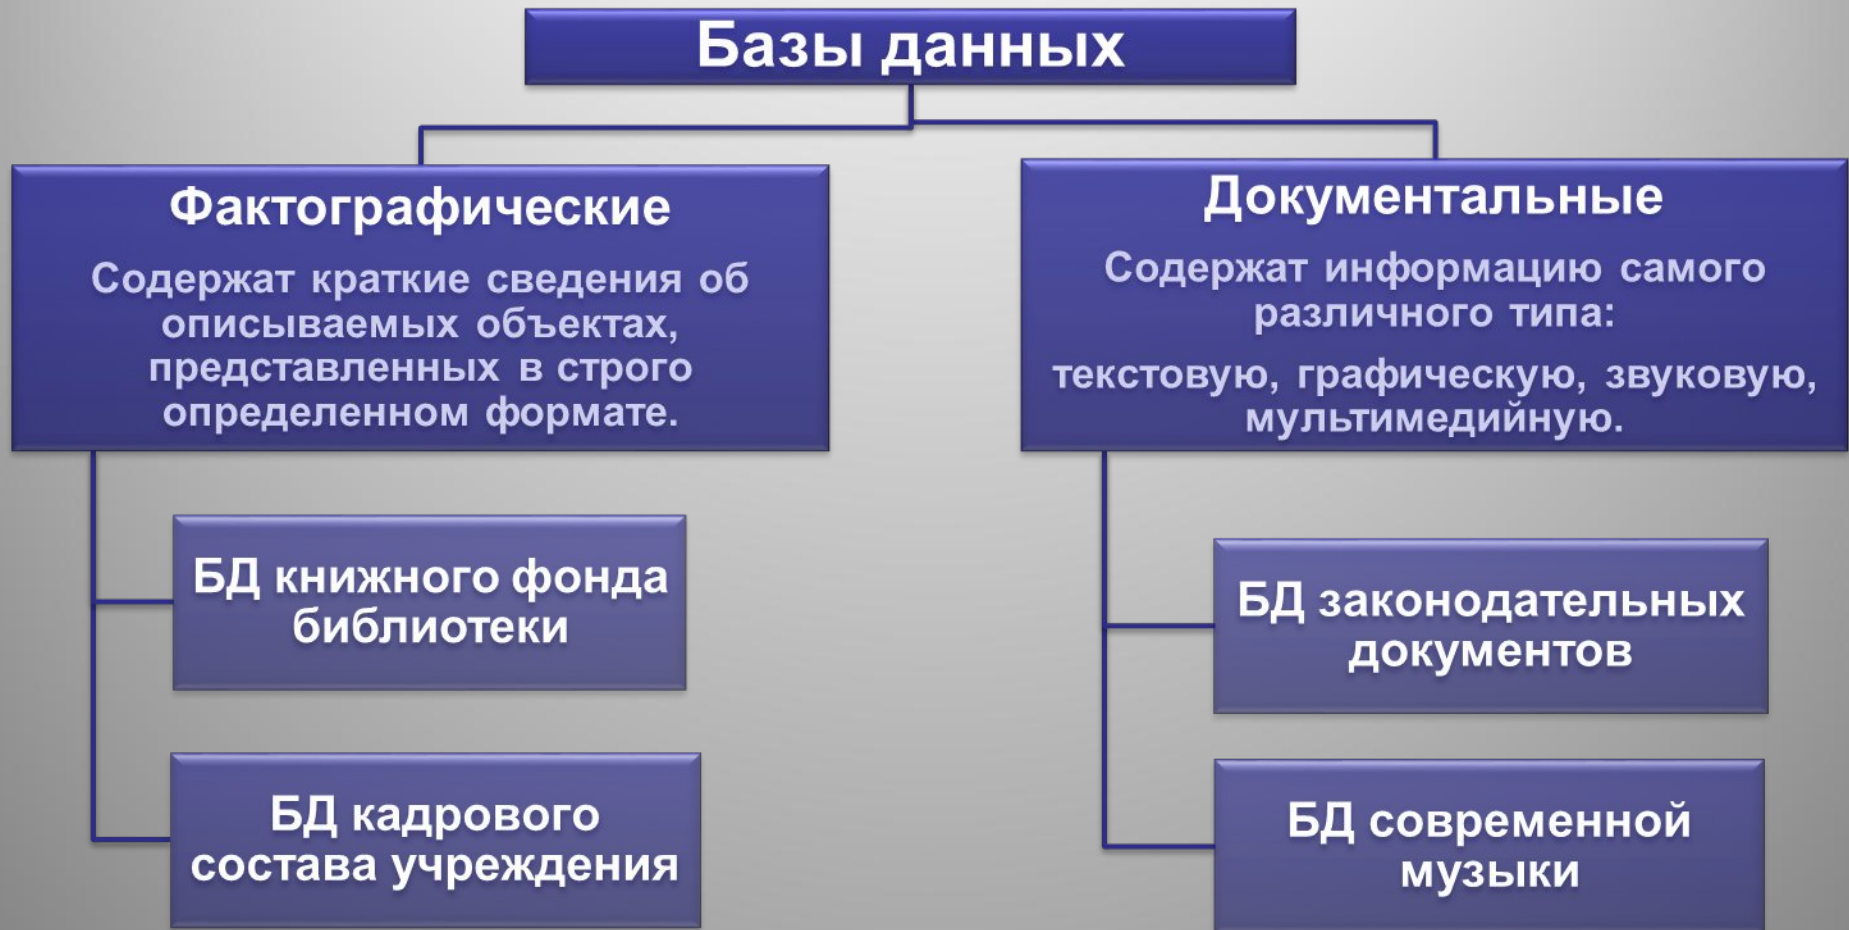 Базы данных
Фактографические
Содержат краткие сведения об
описываемых объектах,
представленных в строго
определенном формате.
БД книжного фонда
библиотеки
БД кадрового
состава учреждения
Документальные
Содержат информацию самого
различного типа:
текстовую, графическую, звуковую,
мультимедийную.
БД законодательных
документов
БД современной
музыки